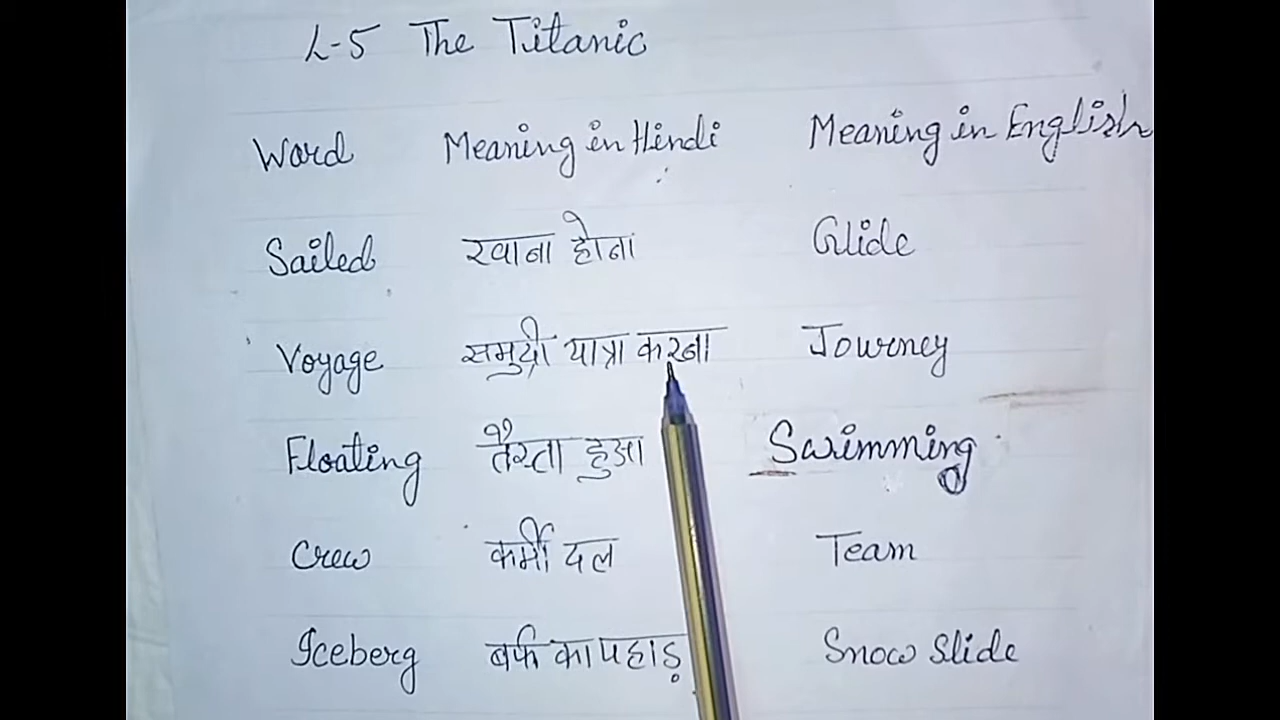 L-5 The Titanic
Word Meaning in Hindi Meaning in English
Sailed रवाना होना Glide
Voyage समुद्री यात्रा करना Journey
Floating तैरता हुआ Swimming
Crew कर्मी दल Team
Iceberg बर्फ का पहाड़ Snow slide